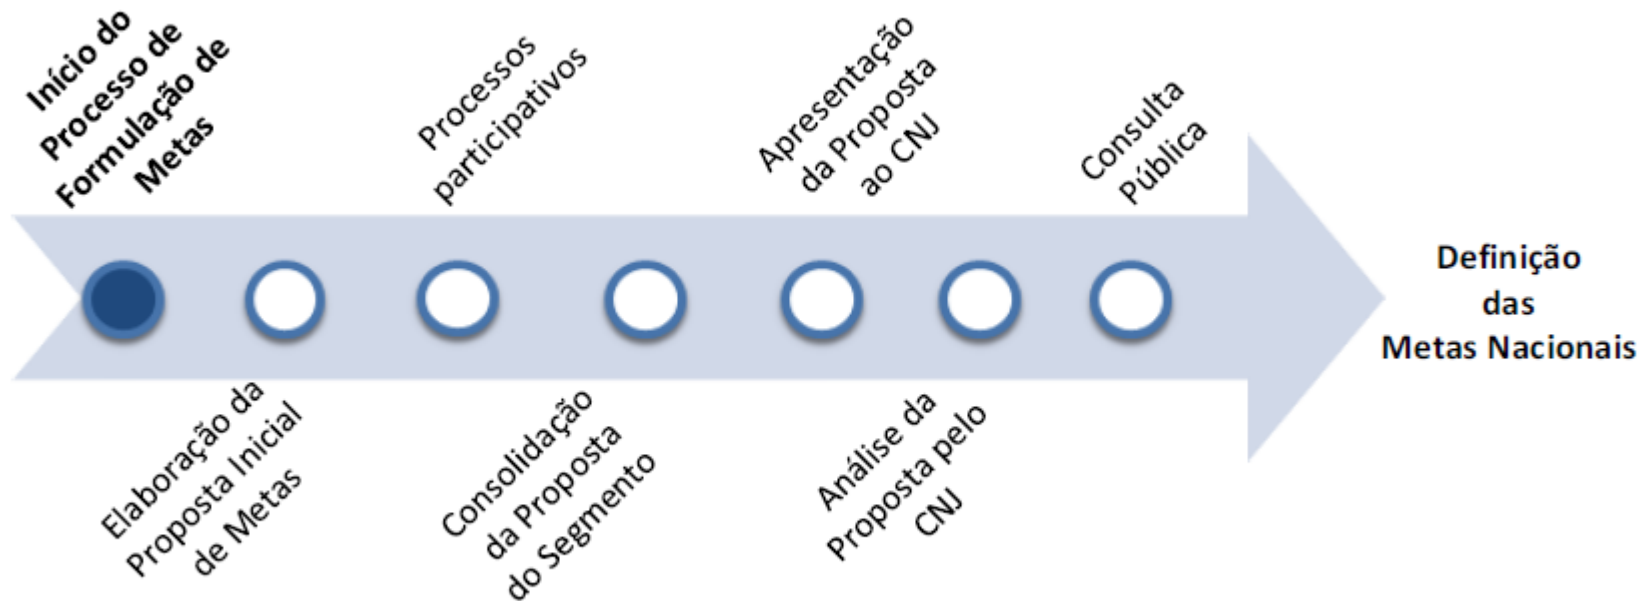 Início do
Processo de
Formulação de
Metas
Elaboração da
Proposta Inicial
de Metas
Processos
participativos
Consolidação
da Proposta
do Segmento
Apresentação
da Proposta
ao CNJ
Análise da
Proposta pelo
CNJ
Consulta
Pública
Definição
das
Metas Nacionais